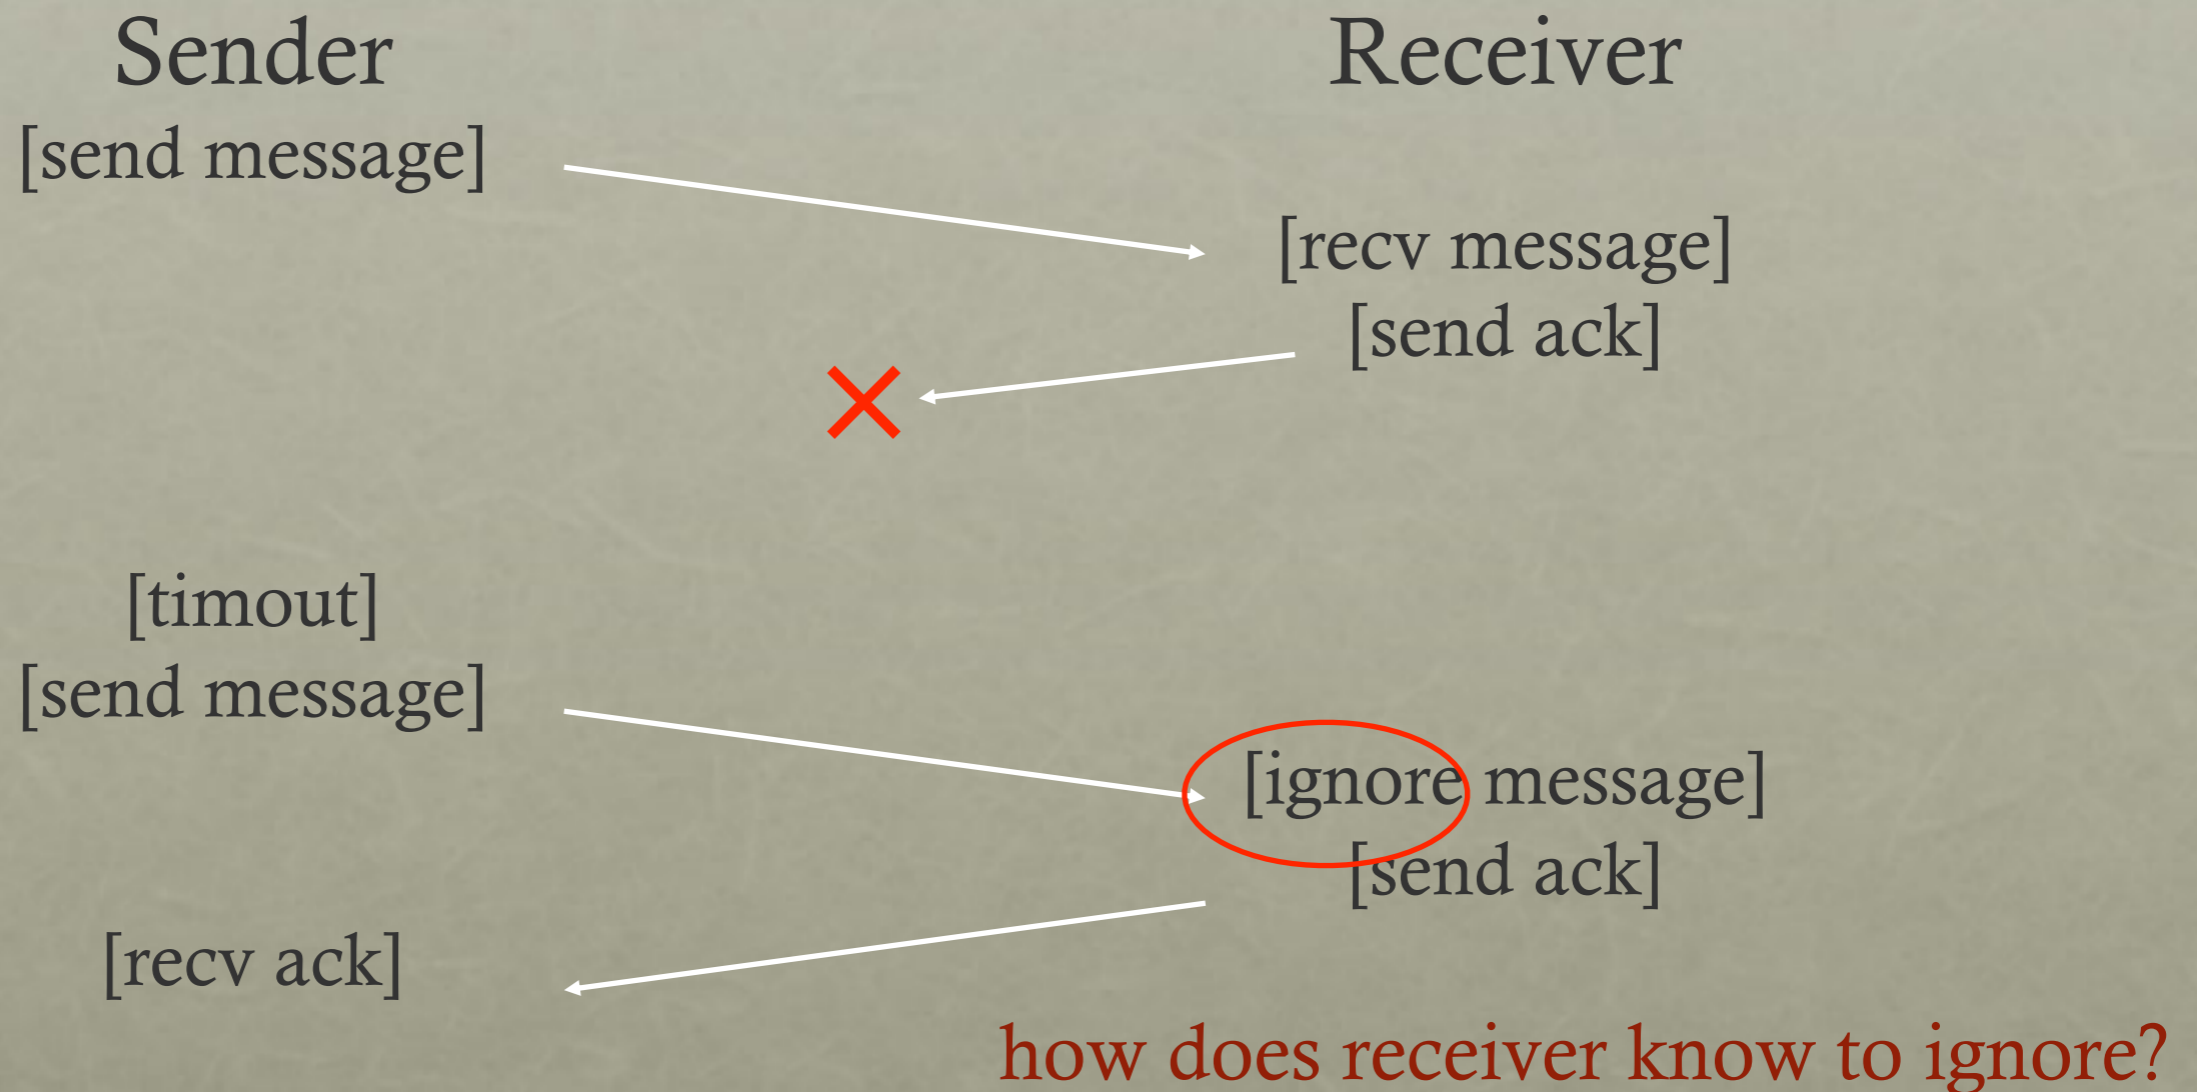 Sender
Receiver
[send message]
[recv message]
[send ack]
[timout]
[send message]
[ignore message]
[send ack]
[recv ack]
how does receiver know to ignore?